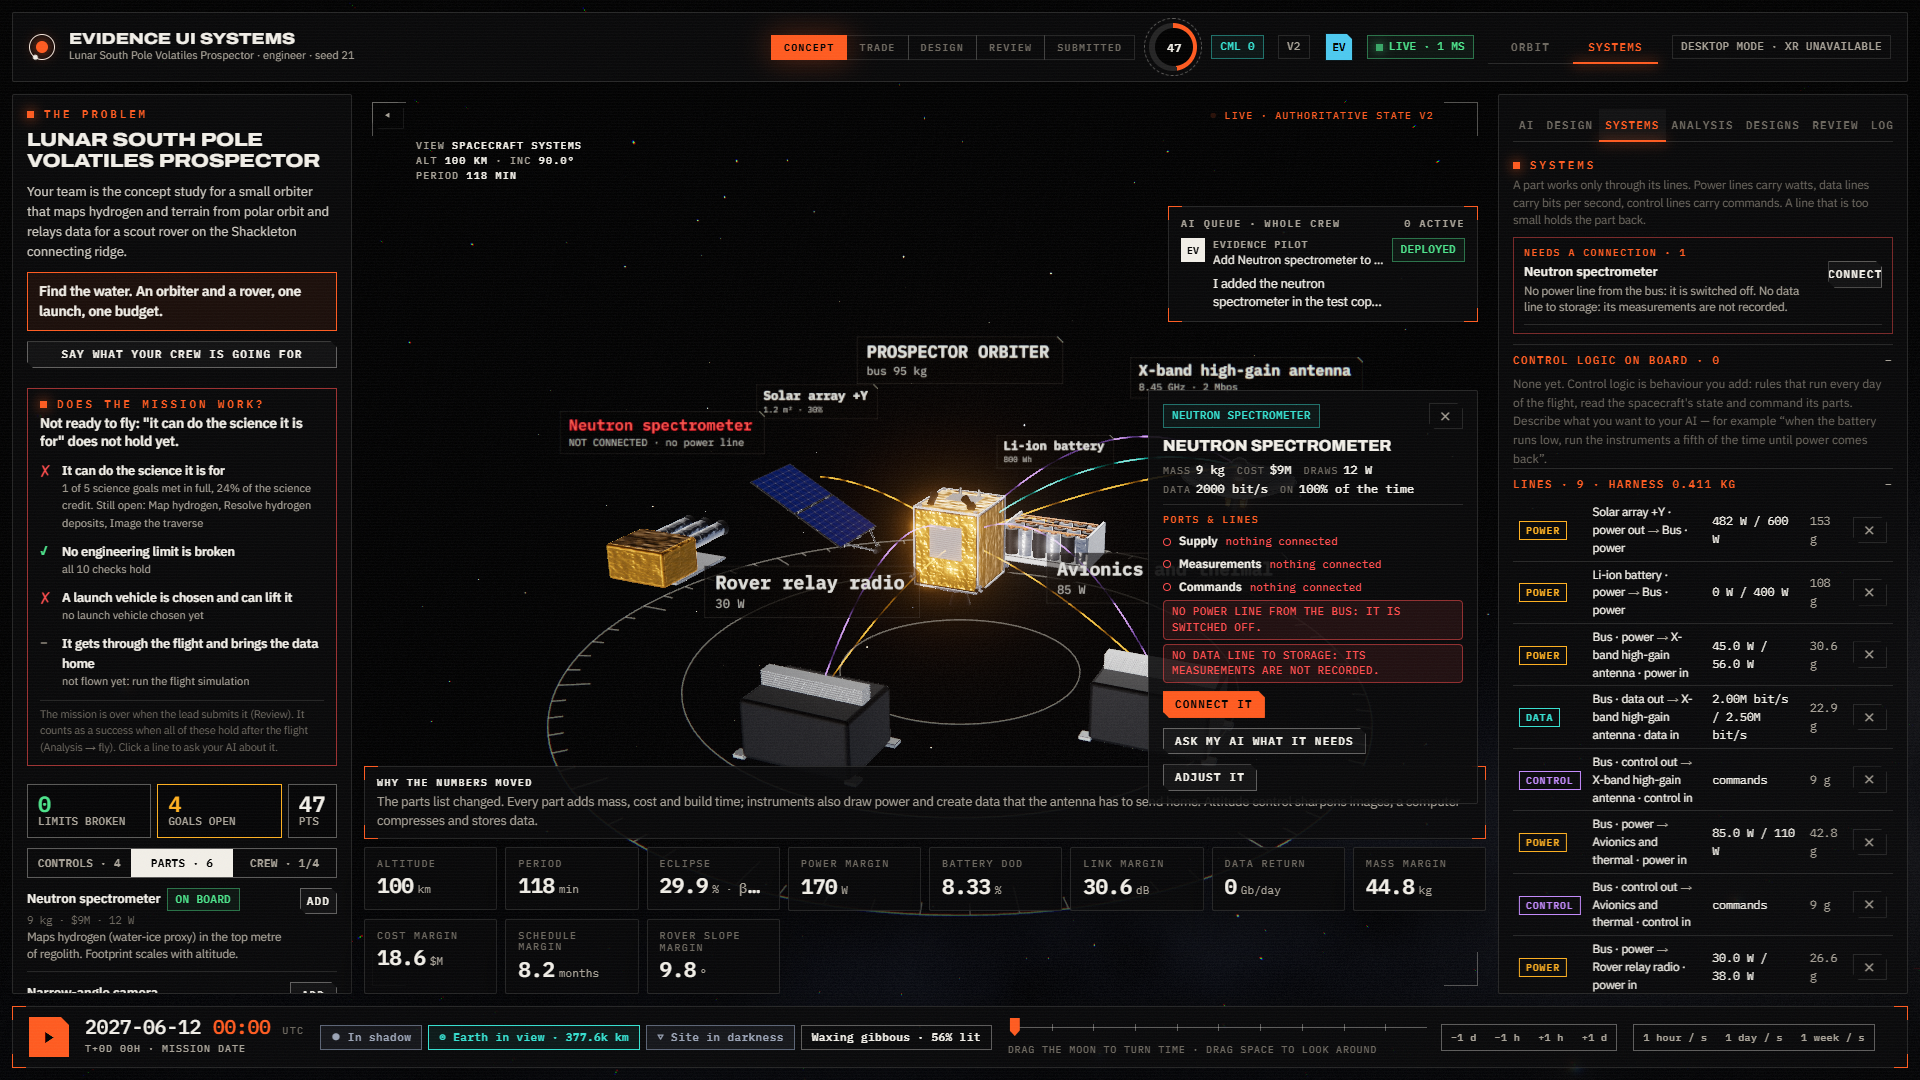 EVIDENCE UI SYSTEMS
Lunar South Pole Volatiles Prospector · engineer · seed 21
CONCEPT
TRADE
DESIGN
REVIEW
SUBMITTED
47
CML 0
V2
EV
LIVE · 1 MS
ORBIT
SYSTEMS
DESKTOP MODE · XR UNAVAILABLE
THE PROBLEM
LUNAR SOUTH POLE
VOLATILES PROSPECTOR
Your team is the concept study for a small orbiter
that maps hydrogen and terrain from polar orbit and
relays data for a scout rover on the Shackleton
connecting ridge.
Find the water. An orbiter and a rover, one
launch, one budget.
SAY WHAT YOUR CREW IS GOING FOR
DOES THE MISSION WORK?
Not ready to fly: "it can do the science it is
for" does not hold yet.
✗ It can do the science it is for
1 of 5 science goals met in full, 24% of the science
credit. Still open: Map hydrogen, Resolve hydrogen
deposits, Image the traverse
✓ No engineering limit is broken
all 10 checks hold
✗ A launch vehicle is chosen and can lift it
no launch vehicle chosen yet
– It gets through the flight and brings the data
home
not flown yet: run the flight simulation
The mission is over when the lead submits it (Review). It
counts as a success when all of these hold after the flight
(Analysis → fly). Click a line to ask your AI about it.
0
LIMITS BROKEN
4
GOALS OPEN
47
PTS
CONTROLS · 4
PARTS · 6
CREW · 1/4
Neutron spectrometer
ON BOARD
ADD
9 kg · $9M · 12 W
Maps hydrogen (water-ice proxy) in the top metre
of regolith. Footprint scales with altitude.
Narrow-angle camera
ADD
VIEW SPACECRAFT SYSTEMS
ALT 100 KM · INC 90.0°
PERIOD 118 MIN
LIVE · AUTHORITATIVE STATE V2
AI QUEUE · WHOLE CREW
0 ACTIVE
EV
EVIDENCE PILOT
Add Neutron spectrometer to ...
DEPLOYED
I added the neutron
spectrometer in the test cop...
PROSPECTOR ORBITER
bus 95 kg
X-band high-gain antenna
8.45 GHz · 2 Mbps
Solar array +Y
1.2 m² · 30%
Neutron spectrometer
NOT CONNECTED · no power line
Li-ion battery
800 Wh
Rover relay radio
30 W
Avionics and thermal
85 W
NEUTRON SPECTROMETER
✕
NEUTRON SPECTROMETER
MASS 9 kg COST $9M DRAWS 12 W
DATA 2000 bit/s ON 100% of the time
PORTS & LINES
Supply nothing connected
Measurements nothing connected
Commands nothing connected
NO POWER LINE FROM THE BUS: IT IS
SWITCHED OFF.
NO DATA LINE TO STORAGE: ITS
MEASUREMENTS ARE NOT RECORDED.
CONNECT IT
ASK MY AI WHAT IT NEEDS
ADJUST IT
WHY THE NUMBERS MOVED
The parts list changed. Every part adds mass, cost and build time; instruments also draw power and create data that the antenna has to send home. Altitude control sharpens images, a computer
compresses and stores data.
ALTITUDE
100 km
PERIOD
118 min
ECLIPSE
29.9 % · β...
POWER MARGIN
170 W
BATTERY DOD
8.33 %
LINK MARGIN
30.6 dB
DATA RETURN
0 Gb/day
MASS MARGIN
44.8 kg
COST MARGIN
18.6 $M
SCHEDULE
MARGIN
8.2 months
ROVER SLOPE
MARGIN
9.8 °
AI
DESIGN
SYSTEMS
ANALYSIS
DESIGNS
REVIEW
LOG
SYSTEMS
A part works only through its lines. Power lines carry watts, data lines
carry bits per second, control lines carry commands. A line that is too
small holds the part back.
NEEDS A CONNECTION · 1
Neutron spectrometer
CONNECT
No power line from the bus: it is switched off. No data
line to storage: its measurements are not recorded.
CONTROL LOGIC ON BOARD · 0
–
None yet. Control logic is behaviour you add: rules that run every day
of the flight, read the spacecraft's state and command its parts.
Describe what you want to your AI — for example “when the battery
runs low, run the instruments a fifth of the time until power comes
back”.
LINES · 9 · HARNESS 0.411 KG
–
POWER
Solar array +Y ·
power out → Bus ·
power
482 W / 600
W
153
g
✕
POWER
Li-ion battery ·
power → Bus ·
power
0 W / 400 W
108
g
✕
POWER
Bus · power → X-
band high-gain
antenna · power in
45.0 W /
56.0 W
30.6
g
✕
DATA
Bus · data out → X-
band high-gain
antenna · data in
2.00M bit/s
/ 2.50M
bit/s
22.9
g
✕
CONTROL
Bus · control out →
X-band high-gain
antenna · control in
commands
9 g
✕
POWER
Bus · power →
Avionics and
thermal · power in
85.0 W / 110
W
42.8
g
✕
CONTROL
Bus · control out →
Avionics and
thermal · control in
commands
9 g
✕
POWER
Bus · power →
Rover relay radio ·
power in
30.0 W /
38.0 W
26.6
g
✕
2027-06-12 00:00 UTC
T+0D 00H · MISSION DATE
In shadow
Earth in view · 377.6k km
Site in darkness
Waxing gibbous · 56% lit
DRAG THE MOON TO TURN TIME · DRAG SPACE TO LOOK AROUND
−1 d
−1 h
+1 h
+1 d
1 hour / s
1 day / s
1 week / s